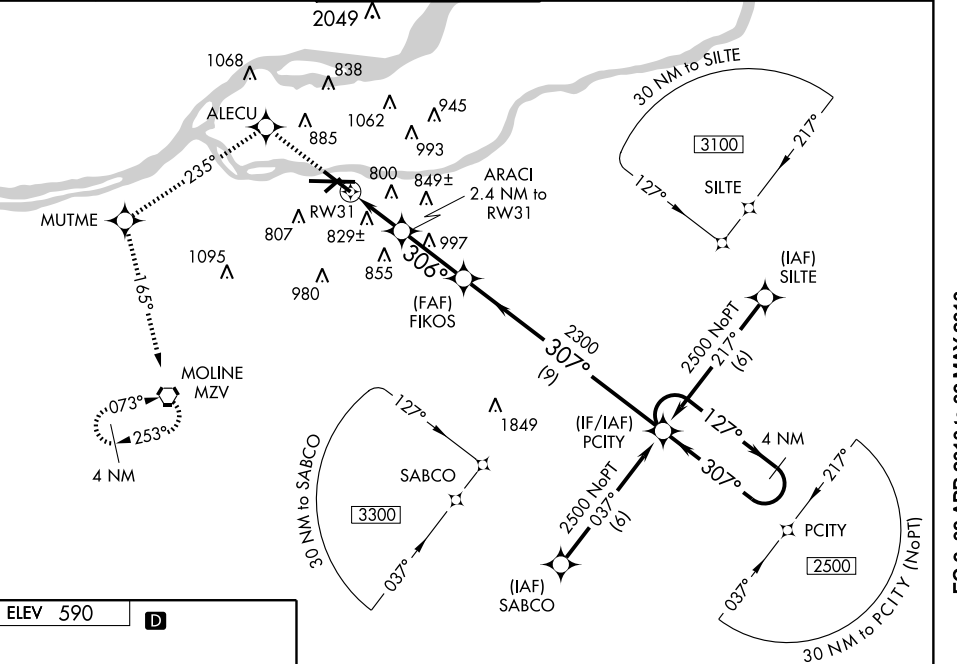 2049
1068
838
30 NM to SILTE
ALECU
885
1062
945
993
3100
217°
235°
800
849±
ARACI
2.4 NM to
RW31
127°
SILTE
MUTME
RW31
807
829±
997
1095
980
855
306°
(FAF)
FIKOS
(IAF)
SILTE
165°
2300
307°
(9)
2500 NoPT
217°
(6)
MOLINE
MZV
073°
253°
4 NM
127°
1849
(IF/IAF)
PCITY
127°
4 NM
307°
217°
30 NM to SABCO
SABCO
3300
037°
2500 NoPT
037°
(6)
PCITY
2500
037°
30 NM to PCITY (NoPT)
(IAF)
SABCO
ELEV 590
D